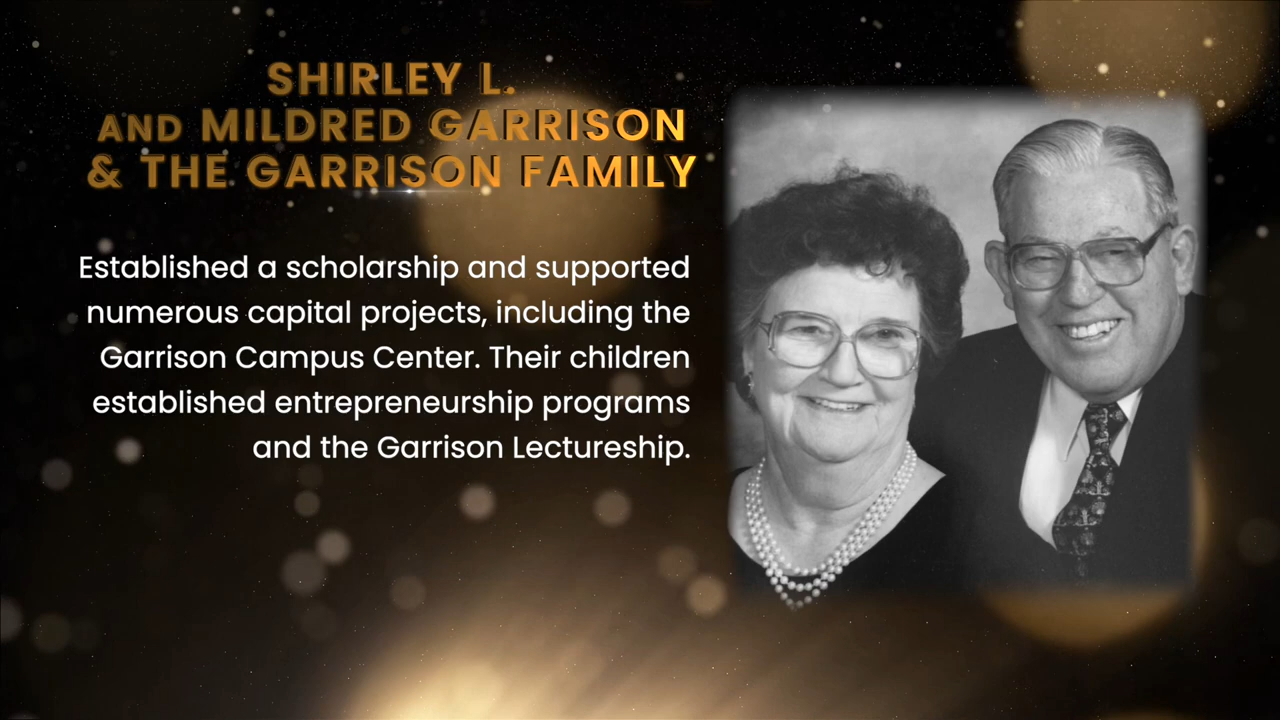 SHIRLEY L.
AND MILDRED GARRISON
& THE GARRISON FAMILY
Established a scholarship and supported
numerous capital projects, including the
Garrison Campus Center. Their children
established entrepreneurship programs
and the Garrison Lectureship.